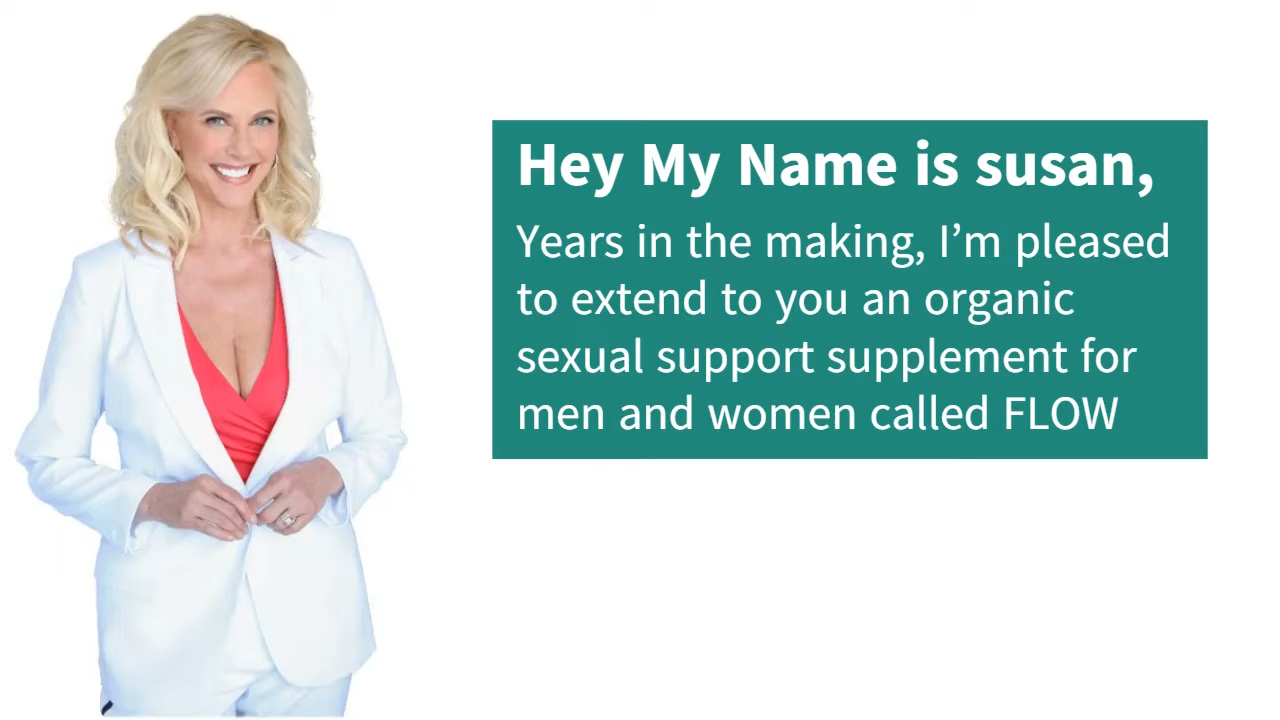 Hey My Name is susan,
Years in the making, I’m pleased
to extend to you an organic
sexual support supplement for
men and women called FLOW